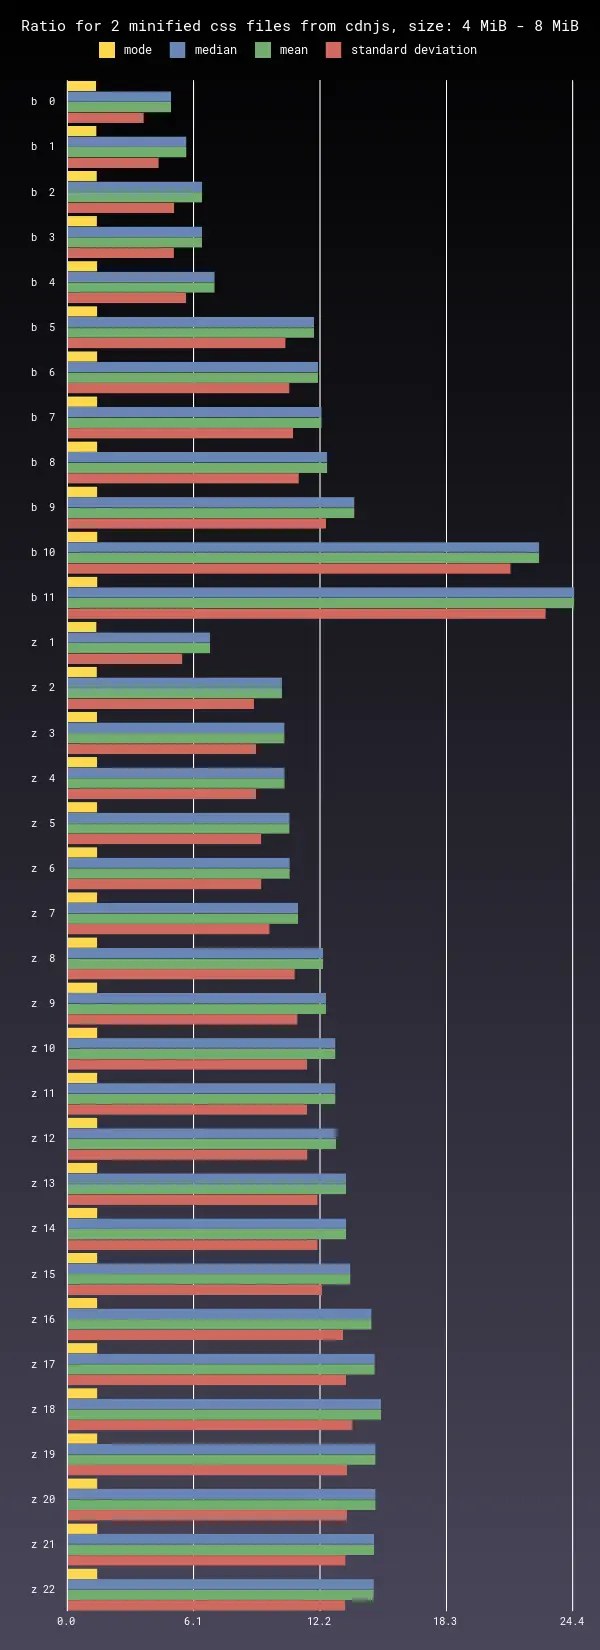 Ratio for 2 minified css files from cdnjs, size: 4 MiB - 8 MiB
mode median mean standard deviation
b 0
b 1
b 2
b 3
b 4
b 5
b 6
b 7
b 8
b 9
b 10
b 11
z 1
z 2
z 3
z 4
z 5
z 6
z 7
z 8
z 9
z 10
z 11
z 12
z 13
z 14
z 15
z 16
z 17
z 18
z 19
z 20
z 21
z 22
0.0 6.1 12.2 18.3 24.4